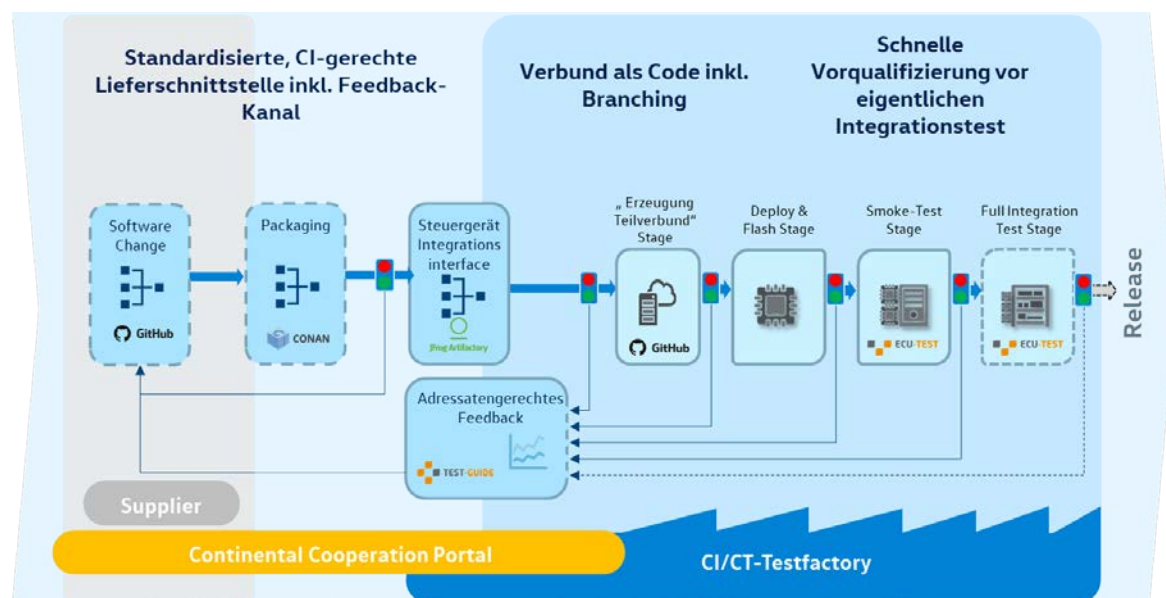 Standardisierte, CI-gerechte
Lieferschnittstelle inkl. Feedback-
Kanal
Verbund als Code inkl.
Branching
Schnelle
Vorqualifizierung vor
eigentlichen
Integrationstest
Software
Change
GitHub
Packaging
CONAN
Steuergerät
Integrations
interface
JFrog Artifactory
„ Erzeugung
Teilverbund“
Stage
GitHub
Deploy &
Flash Stage
Smoke-Test
Stage
ECU-TEST
Full Integration
Test Stage
ECU-TEST
Release
Adressatengerechtes
Feedback
TEST-GUIDE
Supplier
Continental Cooperation Portal
CI/CT-Testfactory